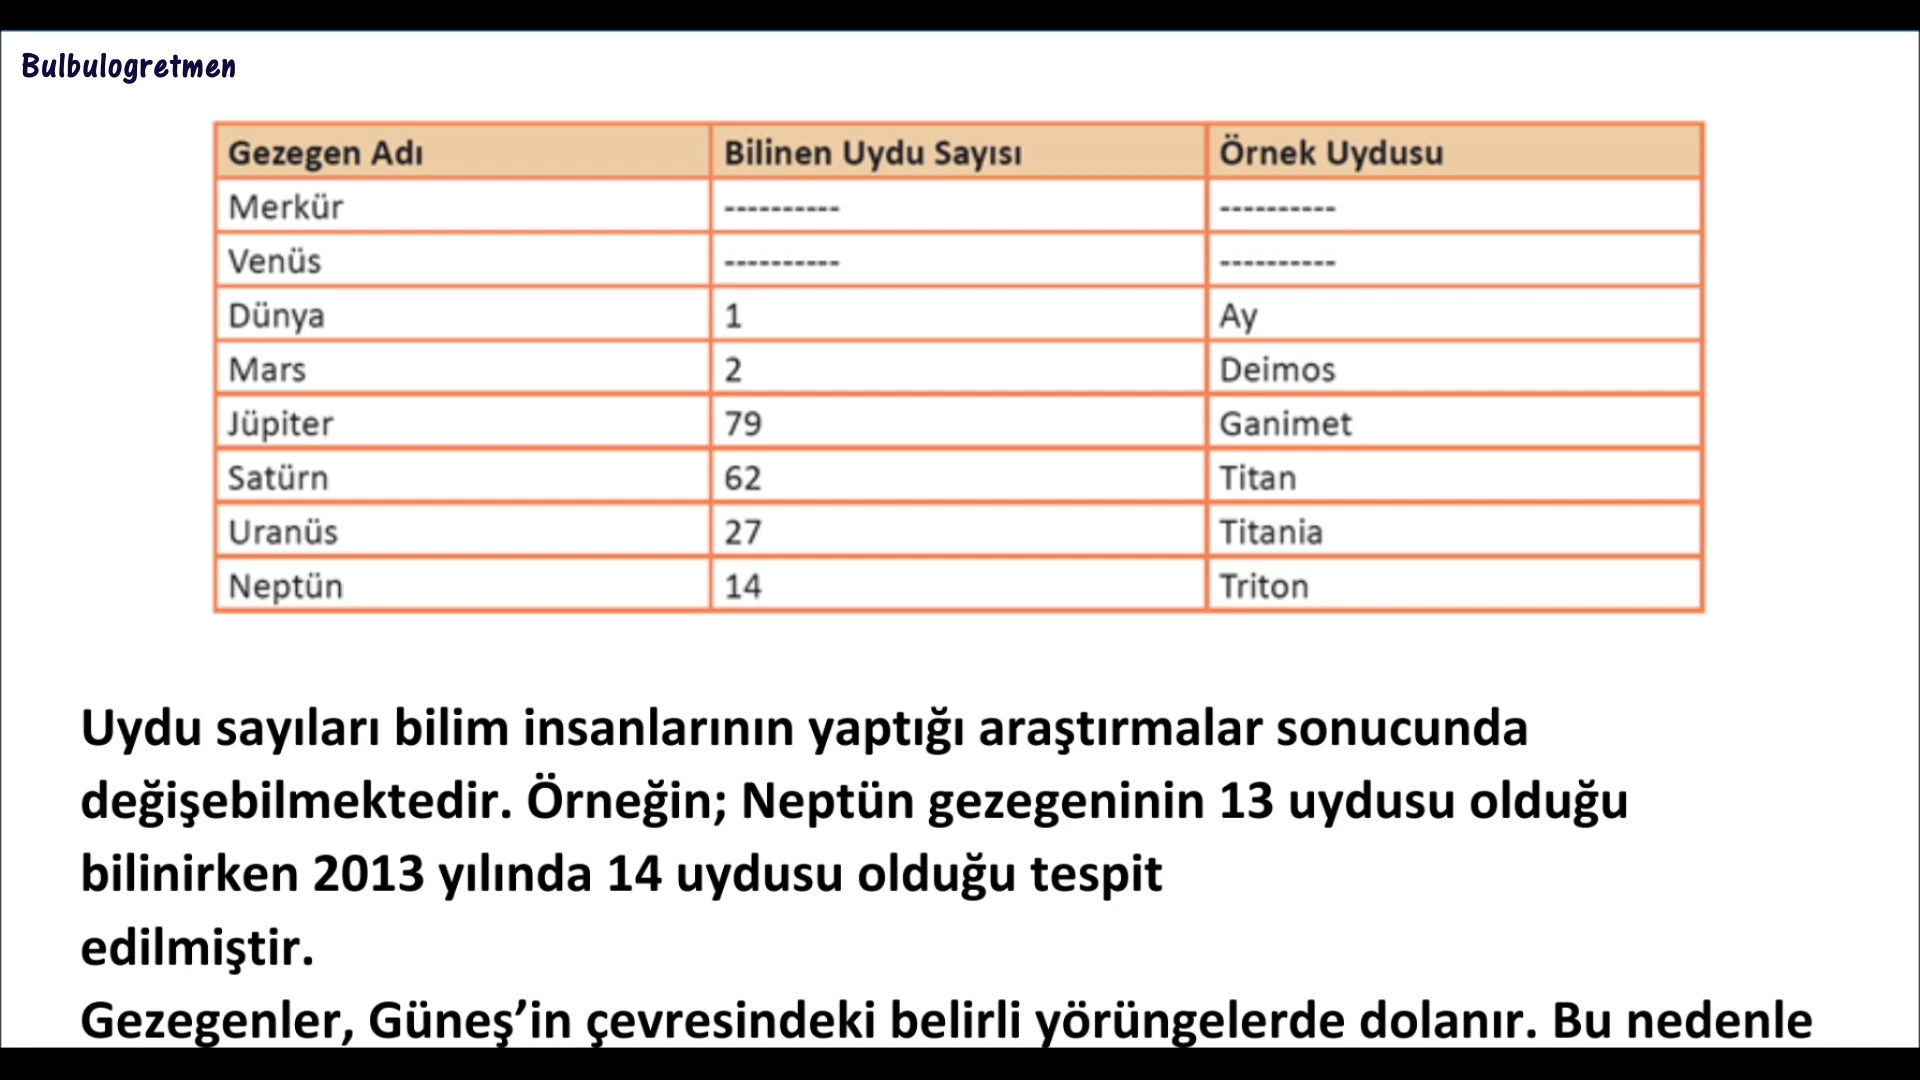 Bulbulogretmen
Gezegen Adı Bilinen Uydu Sayısı Örnek Uydusu
Merkür ---------- ----------
Venüs ---------- ----------
Dünya 1 Ay
Mars 2 Deimos
Jüpiter 79 Ganimet
Satürn 62 Titan
Uranüs 27 Titania
Neptün 14 Triton
Uydu sayıları bilim insanlarının yaptığı araştırmalar sonucunda
değişebilmektedir. Örneğin; Neptün gezegeninin 13 uydusu olduğu
bilinirken 2013 yılında 14 uydusu olduğu tespit
edilmiştir.
Gezegenler, Güneş’in çevresindeki belirli yörüngelerde dolanır. Bu nedenle